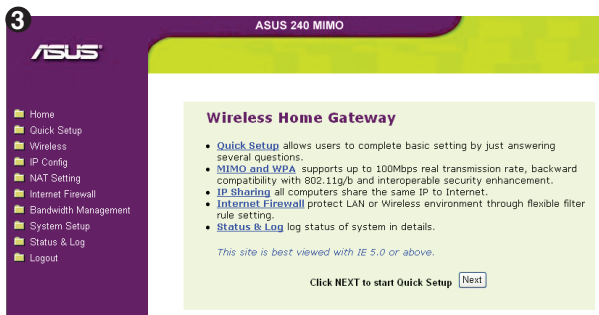 3
ASUS 240 MIMO
ASUS
Home
Quick Setup
Wireless
IP Config
NAT Setting
Internet Firewall
Bandwidth Management
System Setup
Status & Log
Logout
Wireless Home Gateway
• Quick Setup allows users to complete basic setting by just answering
several questions.
• MIMO and WPA supports up to 100Mbps real transmission rate, backward
compatibility with 802.11g/b and interoperable security enhancement.
• IP Sharing all computers share the same IP to Internet.
• Internet Firewall protect LAN or Wireless environment through flexible filter
rule setting.
• Status & Log log status of system in details.
This site is best viewed with IE 5.0 or above.
Click NEXT to start Quick Setup Next